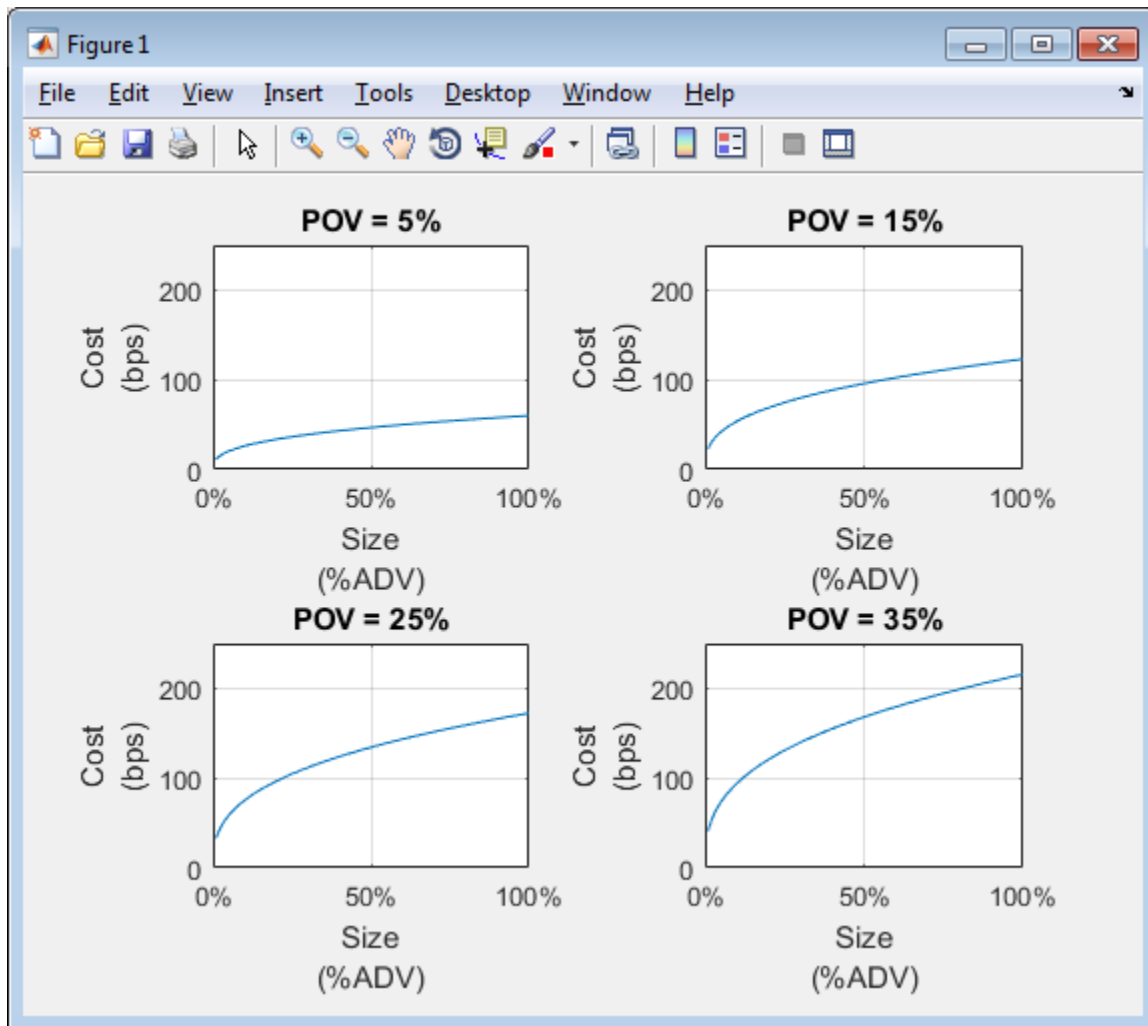 Figure 1
File Edit View Insert Tools Desktop Window Help
POV = 5%
Cost
(bps)
200
100
0
0% 50% 100%
Size
(%ADV)
POV = 15%
Cost
(bps)
200
100
0
0% 50% 100%
Size
(%ADV)
POV = 25%
Cost
(bps)
200
100
0
0% 50% 100%
Size
(%ADV)
POV = 35%
Cost
(bps)
200
100
0
0% 50% 100%
Size
(%ADV)